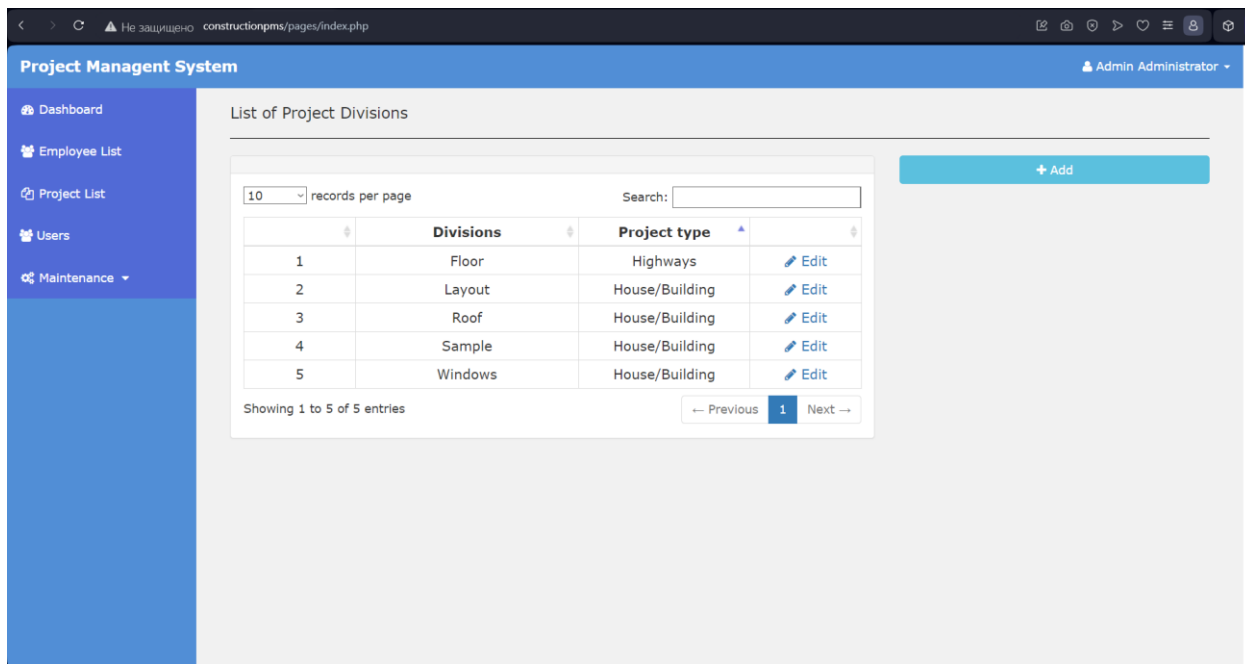 Не защищено constructionpms/pages/index.php
Project Managent System
Admin Administrator
Dashboard
Employee List
Project List
Users
Maintenance
List of Project Divisions
+ Add
10 records per page
Search:
Divisions Project type
1 Floor Highways Edit
2 Layout House/Building Edit
3 Roof House/Building Edit
4 Sample House/Building Edit
5 Windows House/Building Edit
Showing 1 to 5 of 5 entries
← Previous 1 Next →